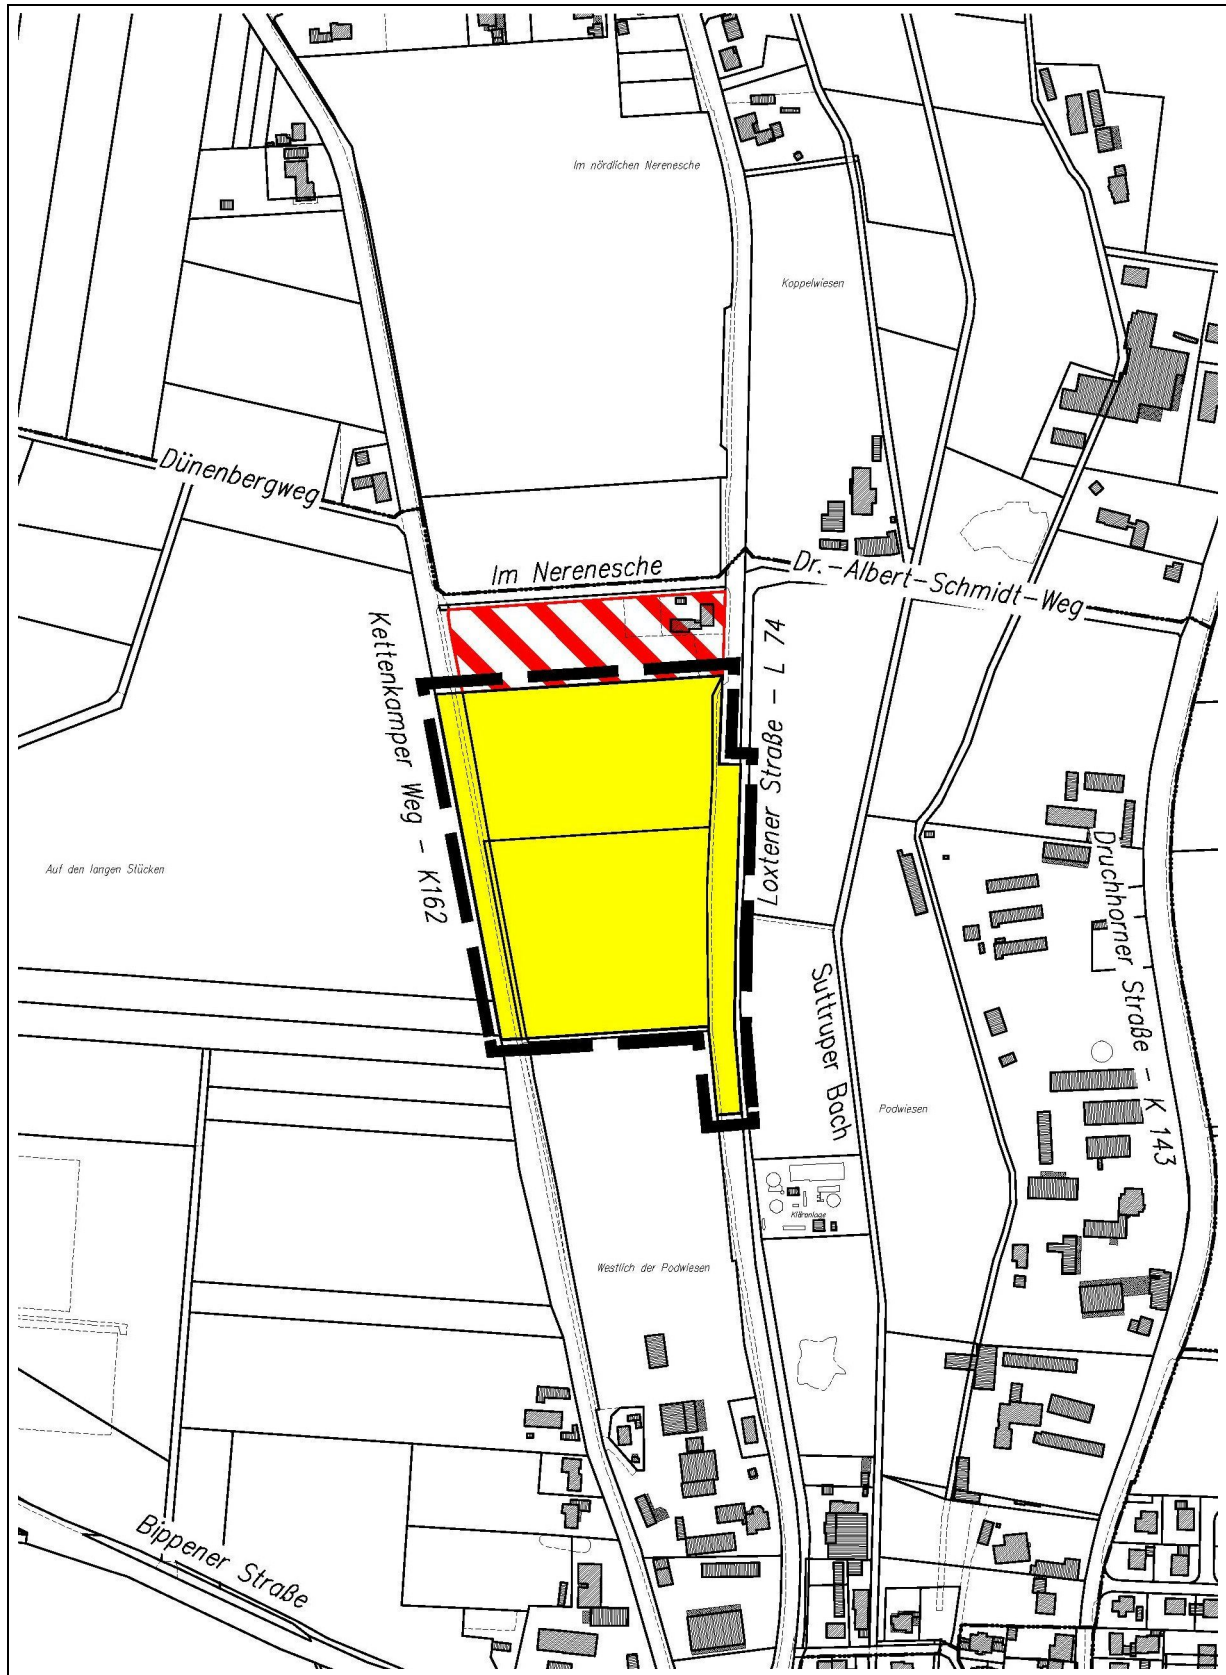 Im nördlichen Nerenesche
Koppelwiesen
Dünenbergweg
Im Nerenesche
Dr.-Albert-Schmidt-Weg
Kettenkamper Weg - K162
Loxtener Straße - L 74
Auf den langen Stücken
Druchhorner Straße - K 143
Suttruper Bach
Podwiesen
Kläranlage
Westlich der Podwiesen
Bippener Straße